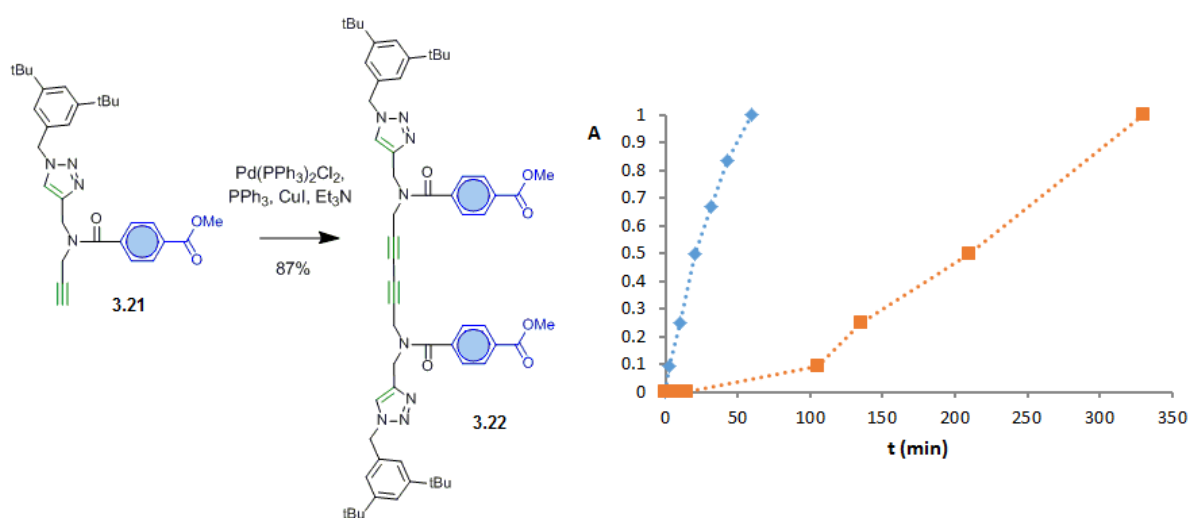 tBu
tBu
N
N
N
O
N
O
OMe
3.21
Pd(PPh3)2Cl2,
PPh3, CuI, Et3N
87%
tBu
tBu
N
N
N
O
N
OMe
O
OMe
O
N
O
N
N
N
3.22
tBu
tBu
A
1
0.9
0.8
0.7
0.6
0.5
0.4
0.3
0.2
0.1
0
0 50 100 150 200 250 300 350
t (min)